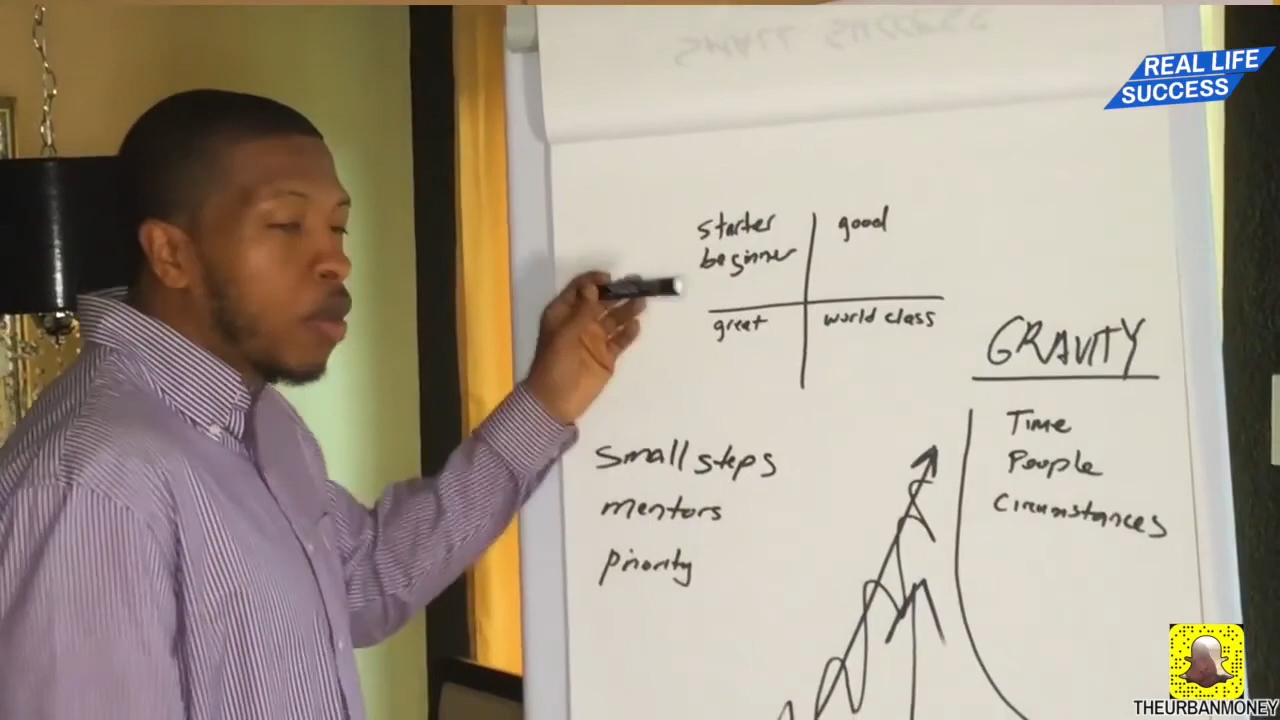 REAL LIFE
SUCCESS
starter
beginner
good
great
world class
GRAVITY
Time
People
Circumstances
Small steps
mentors
priority
THEURBANMONEY